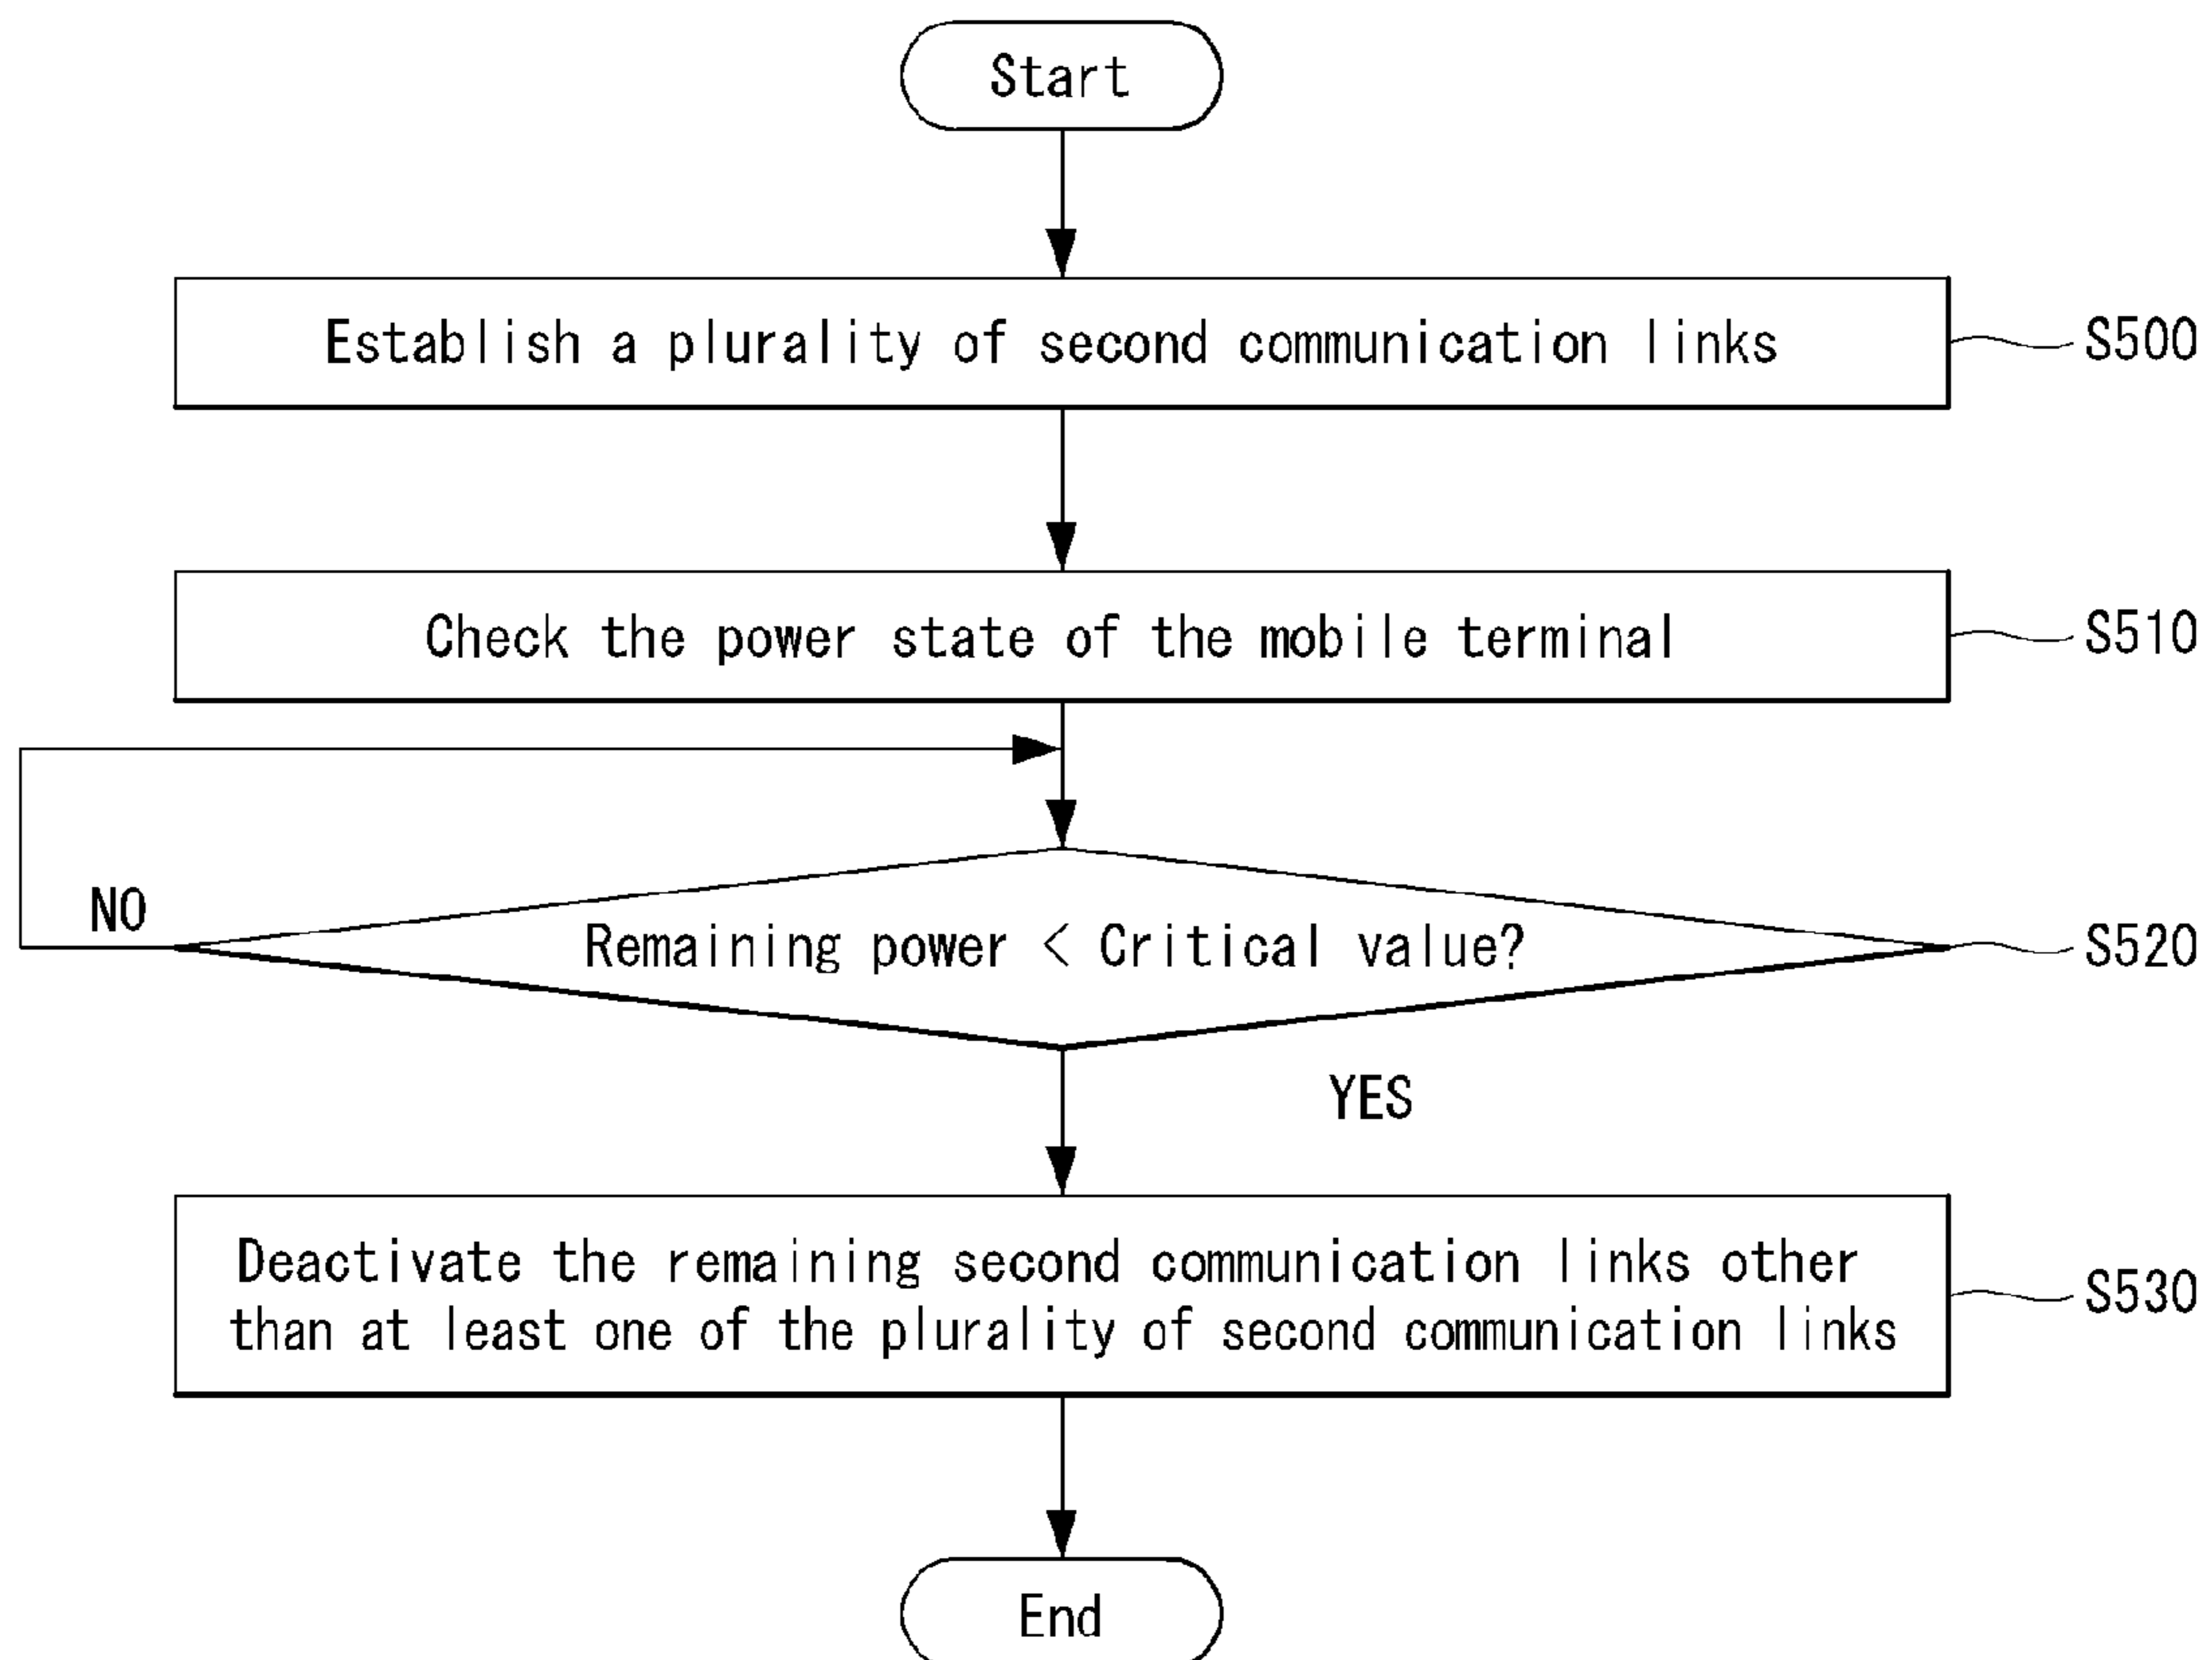 Start
Establish a plurality of second communication links
S500
Check the power state of the mobile terminal
S510
NO
Remaining power < Critical value?
S520
YES
Deactivate the remaining second communication links other
than at least one of the plurality of second communication links
S530
End